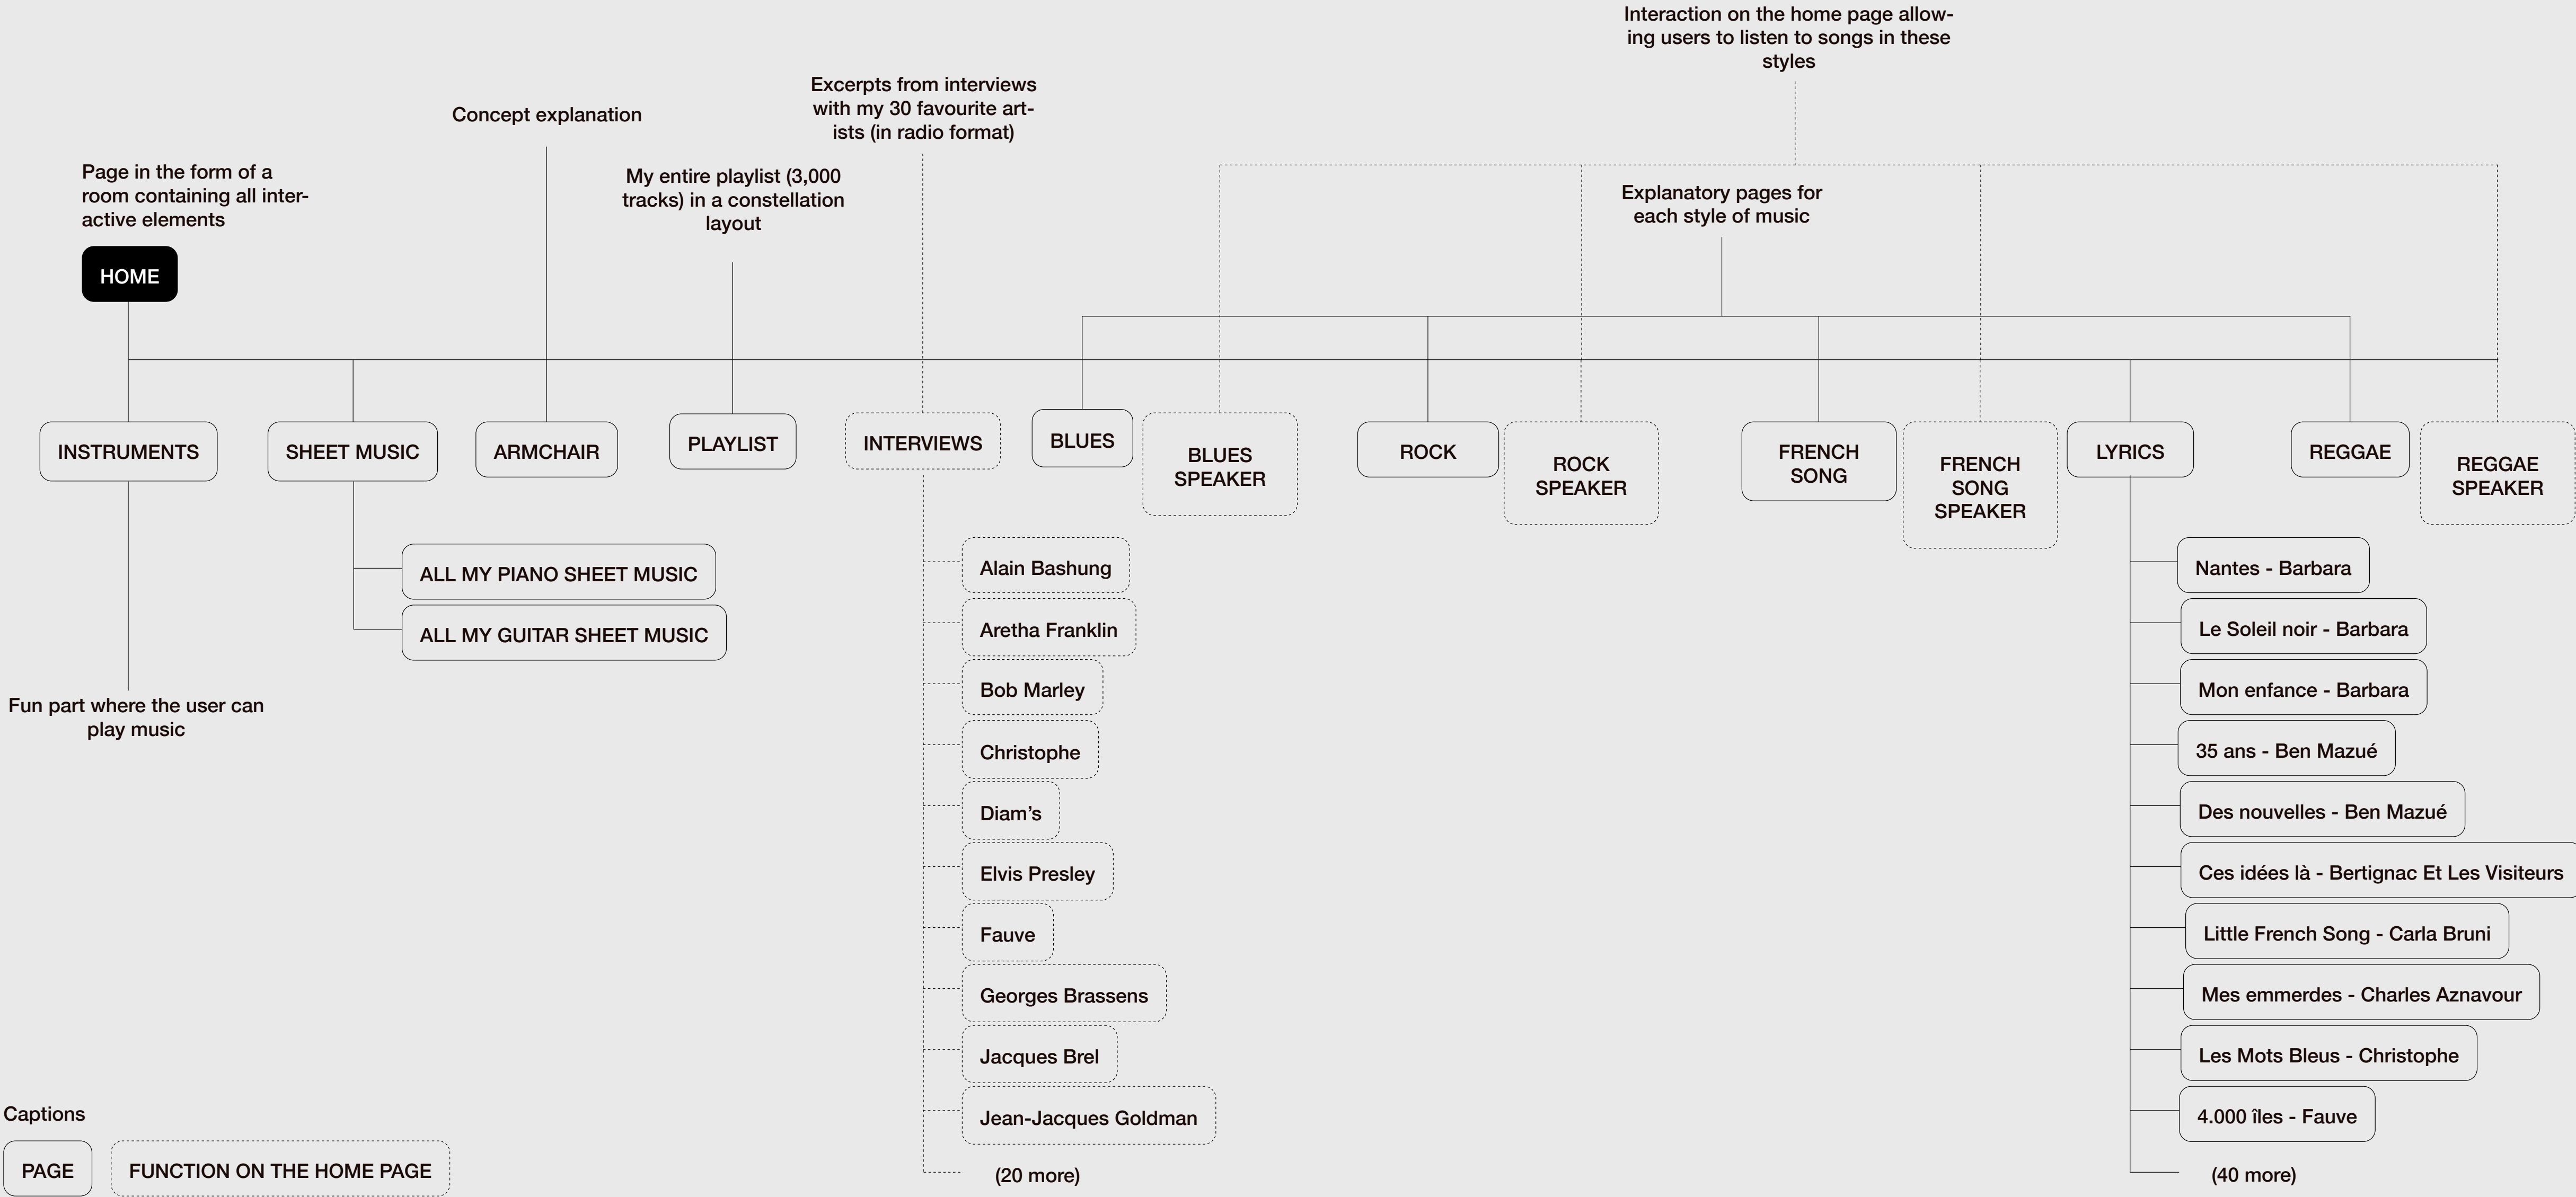 Interaction on the home page allow-
ing users to listen to songs in these
styles
Excerpts from interviews
with my 30 favourite art-
ists (in radio format)
Concept explanation
Page in the form of a
room containing all inter-
active elements
My entire playlist (3,000
tracks) in a constellation
layout
Explanatory pages for
each style of music
HOME
INSTRUMENTS
SHEET MUSIC
ARMCHAIR
PLAYLIST
INTERVIEWS
BLUES
BLUES
SPEAKER
ROCK
ROCK
SPEAKER
FRENCH
SONG
FRENCH
SONG
SPEAKER
LYRICS
REGGAE
REGGAE
SPEAKER
ALL MY PIANO SHEET MUSIC
ALL MY GUITAR SHEET MUSIC
Fun part where the user can
play music
Alain Bashung
Aretha Franklin
Bob Marley
Christophe
Diam’s
Elvis Presley
Fauve
Georges Brassens
Jacques Brel
Jean-Jacques Goldman
(20 more)
Nantes - Barbara
Le Soleil noir - Barbara
Mon enfance - Barbara
35 ans - Ben Mazué
Des nouvelles - Ben Mazué
Ces idées là - Bertignac Et Les Visiteurs
Little French Song - Carla Bruni
Mes emmerdes - Charles Aznavour
Les Mots Bleus - Christophe
4.000 îles - Fauve
(40 more)
Captions
PAGE
FUNCTION ON THE HOME PAGE